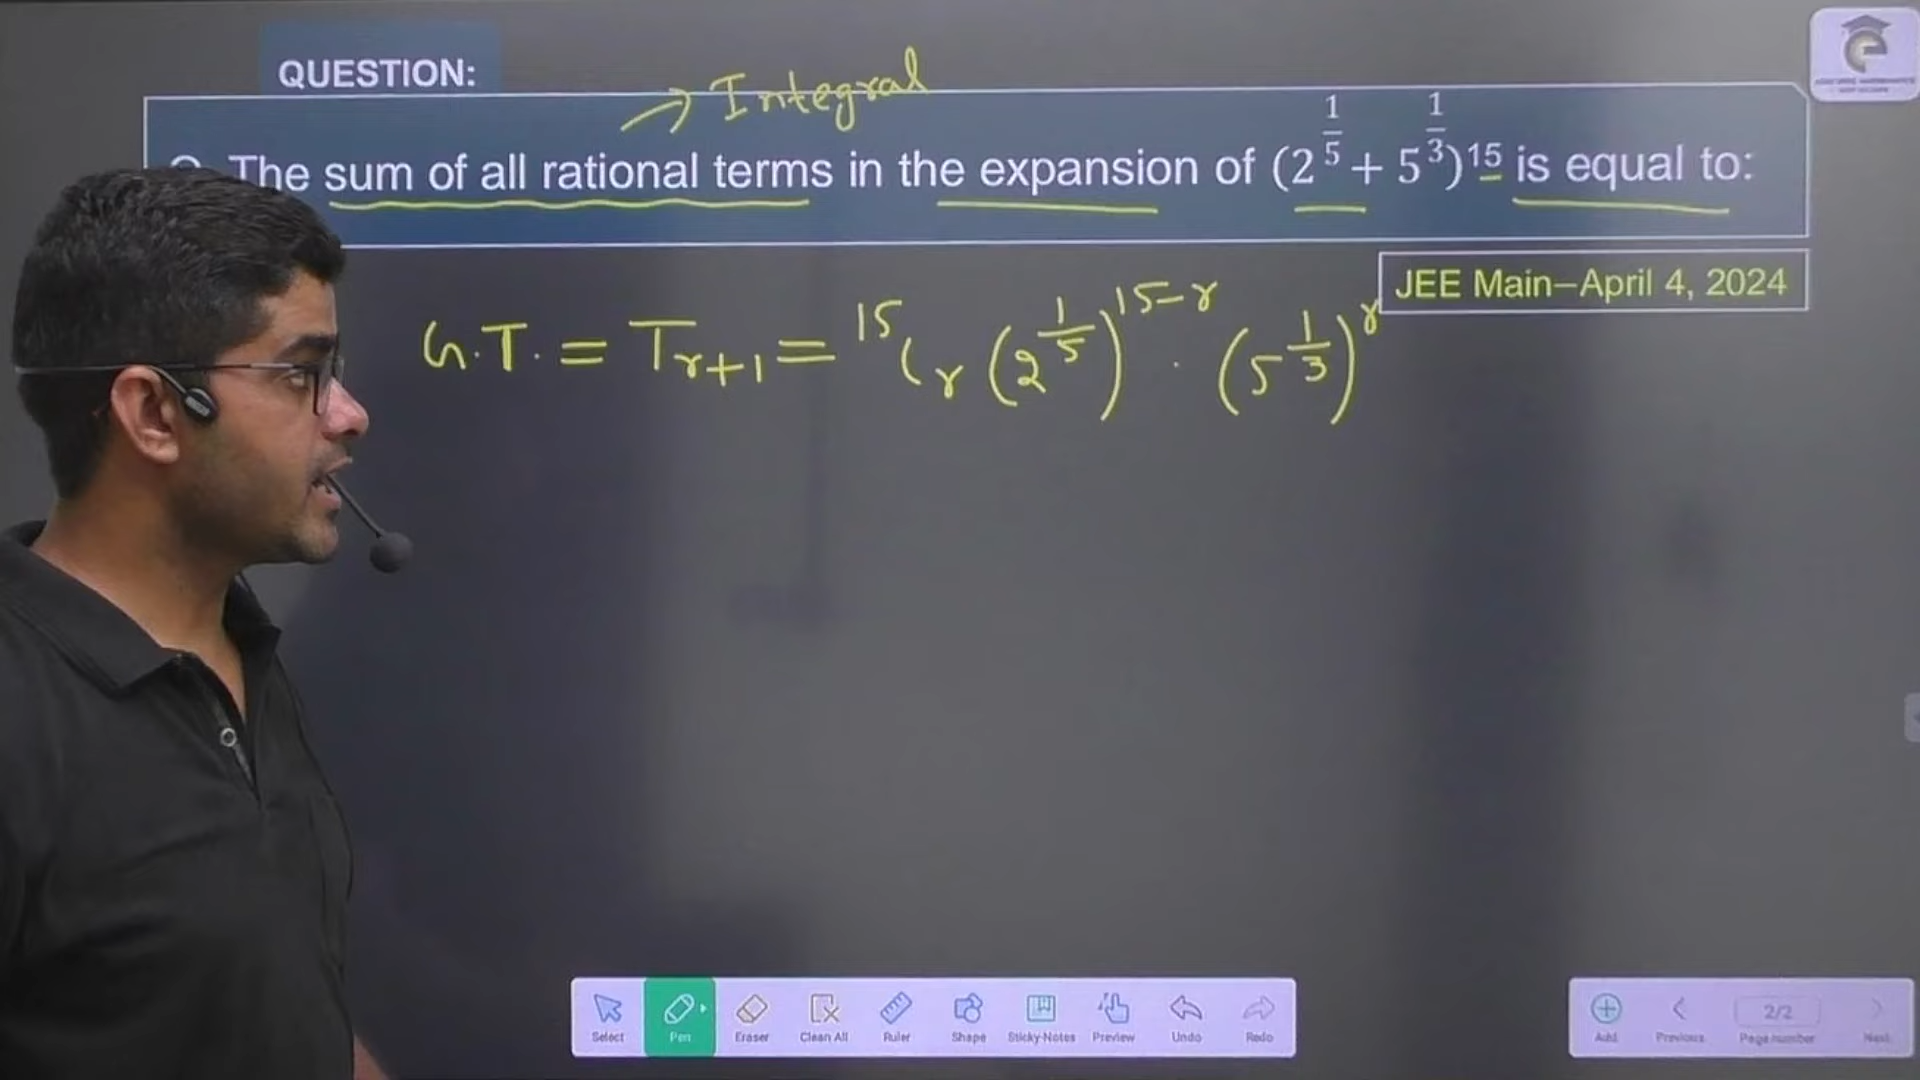 QUESTION:
→ Integral
The sum of all rational terms in the expansion of (2^{1/5} + 5^{1/3})^{15} is equal to:
JEE Main–April 4, 2024
G.T. = T_{r+1} = ^{15}C_r (2^{1/5})^{15-r} · (5^{1/3})^r
Select Pen Eraser Clean All Ruler Shape Sticky-Notes Preview Undo Redo
Add Previous 2/2 Page number Next